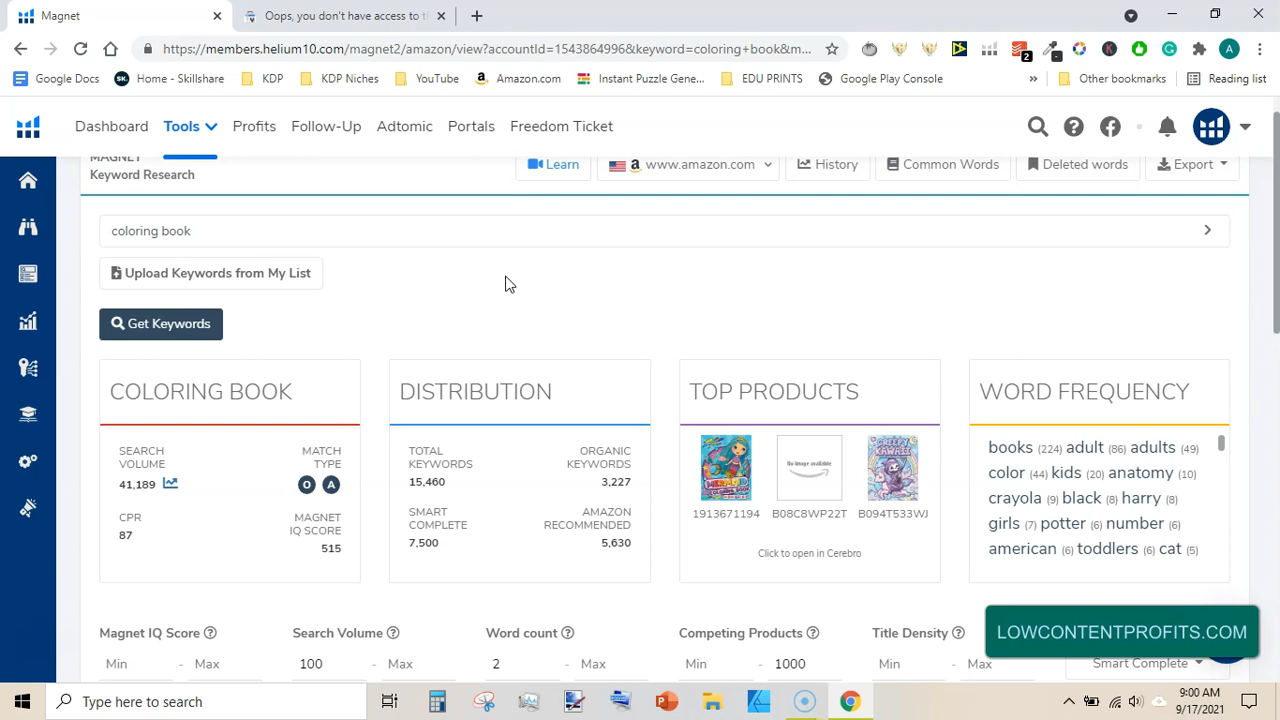 Magnet
Oops, you don't have access to t
https://members.helium10.com/magnet2/amazon/view?accountId=1543864996&keyword=coloring+book&m...
2
A
Google Docs
SK.
Home - Skillshare
KDP
KDP Niches
YouTube
Amazon.com
Instant Puzzle Gene...
EDU PRINTS
Google Play Console
»
Other bookmarks
Reading list
Dashboard
Tools
Profits
Follow-Up
Adtomic
Portals
Freedom Ticket
MAGNET
Keyword Research
Learn
www.amazon.com
History
Common Words
Deleted words
Export
coloring book
Upload Keywords from My List
Get Keywords
COLORING BOOK
SEARCH VOLUME
41,189
MATCH TYPE
O A
CPR
87
MAGNET IQ SCORE
515
DISTRIBUTION
TOTAL KEYWORDS
15,460
ORGANIC KEYWORDS
3,227
SMART COMPLETE
7,500
AMAZON RECOMMENDED
5,630
TOP PRODUCTS
No image available
1913671194
B08C8WP22T
B094T533WJ
Click to open in Cerebro
WORD FREQUENCY
books (224) adult (86) adults (49)
color (44) kids (20) anatomy (10)
crayola (9) black (8) harry (8)
girls (7) potter (6) number (6)
american (6) toddlers (6) cat (5)
LOWCONTENTPROFITS.COM
Magnet IQ Score
Search Volume
Word count
Competing Products
Title Density
Min - Max
100 - Max
2 - Max
Min - 1000
Min - Max
Smart Complete
Type here to search
9:00 AM
9/17/2021